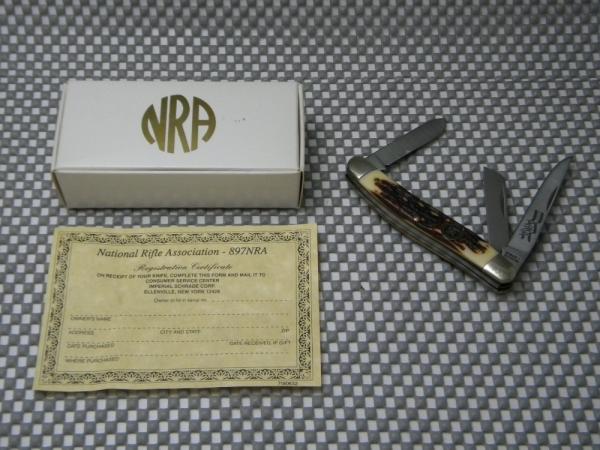 NRA
National Rifle Association - 897NRA
Registration Certificate
ON RECEIPT OF YOUR KNIFE, COMPLETE THIS FORM AND MAIL IT TO
CONSUMER SERVICE CENTER
IMPERIAL SCHRADE CORP.
ELLENVILLE, NEW YORK 12428
OWNER'S NAME
ADDRESS CITY AND STATE ZIP
DATE PURCHASED DATE RECEIVED, IF GIFT
WHERE PURCHASED